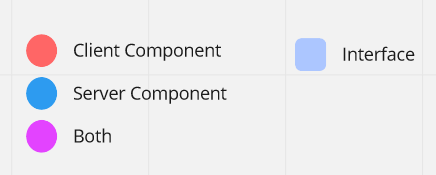 Client Component
Server Component
Both
Interface